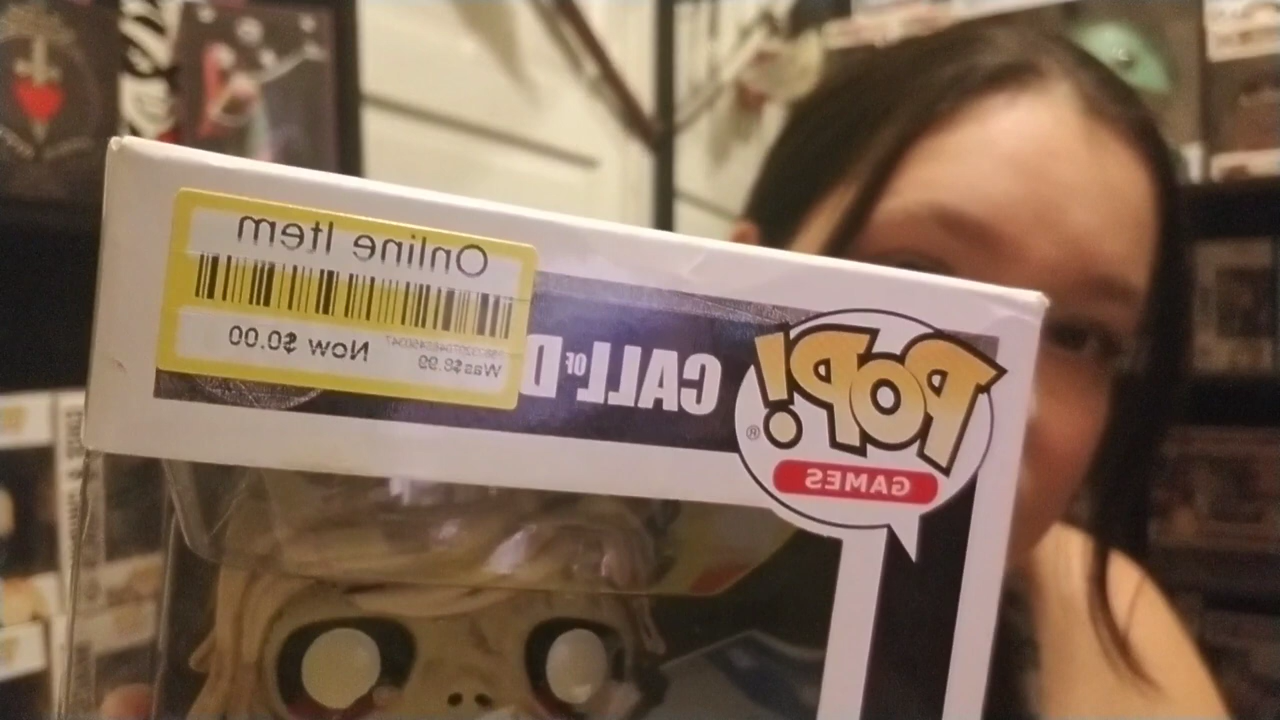 Online Item
Was $8.99
Now $0.00
CALL OF D
POP!
®
GAMES